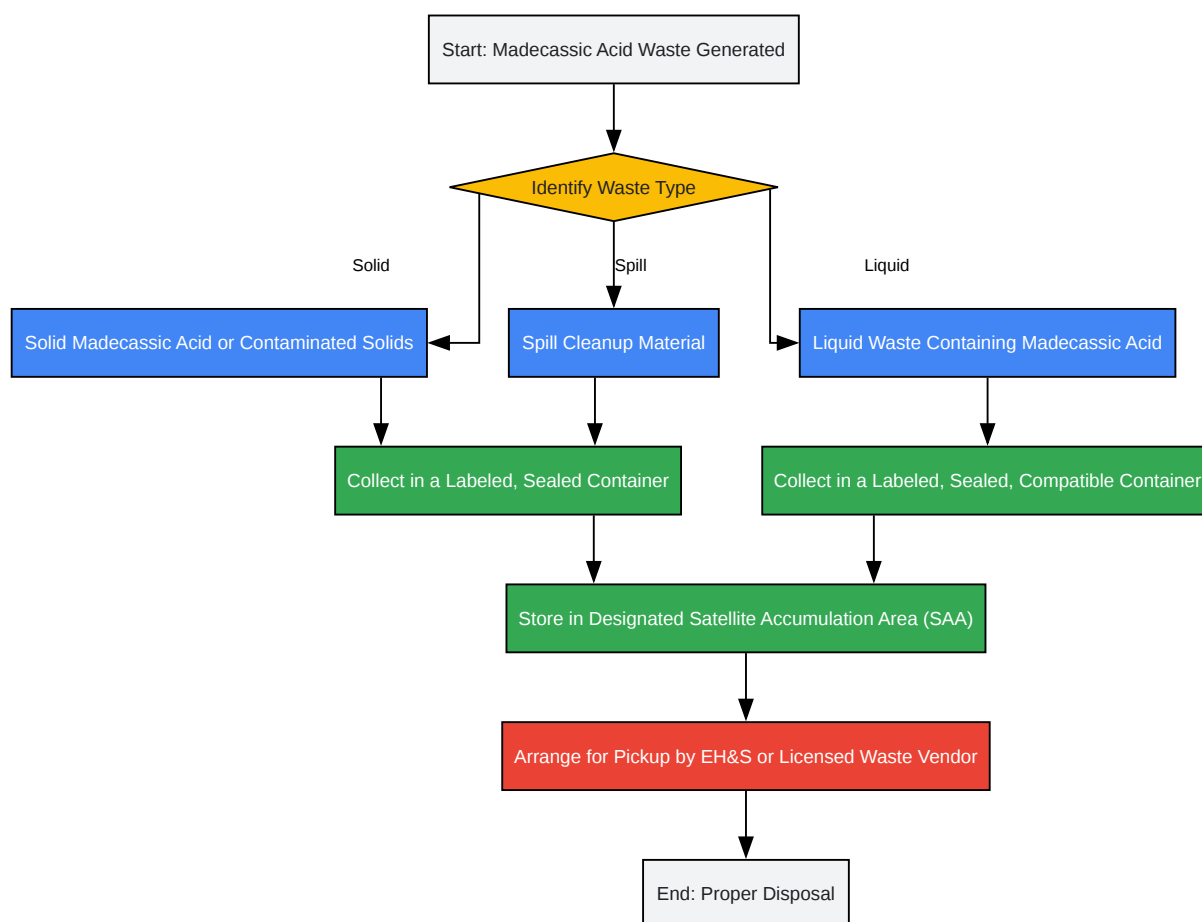 Start: Madecassic Acid Waste Generated
Identify Waste Type
Solid
Spill
Liquid
Solid Madecassic Acid or Contaminated Solids
Spill Cleanup Material
Liquid Waste Containing Madecassic Acid
Collect in a Labeled, Sealed Container
Collect in a Labeled, Sealed, Compatible Container
Store in Designated Satellite Accumulation Area (SAA)
Arrange for Pickup by EH&S or Licensed Waste Vendor
End: Proper Disposal